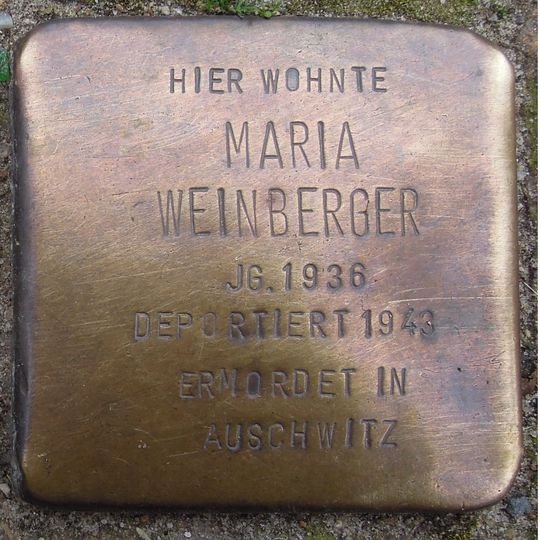 HIER WOHNTE
MARIA
WEINBERGER
JG. 1936
DEPORTIERT 1943
ERMORDET IN
AUSCHWITZ